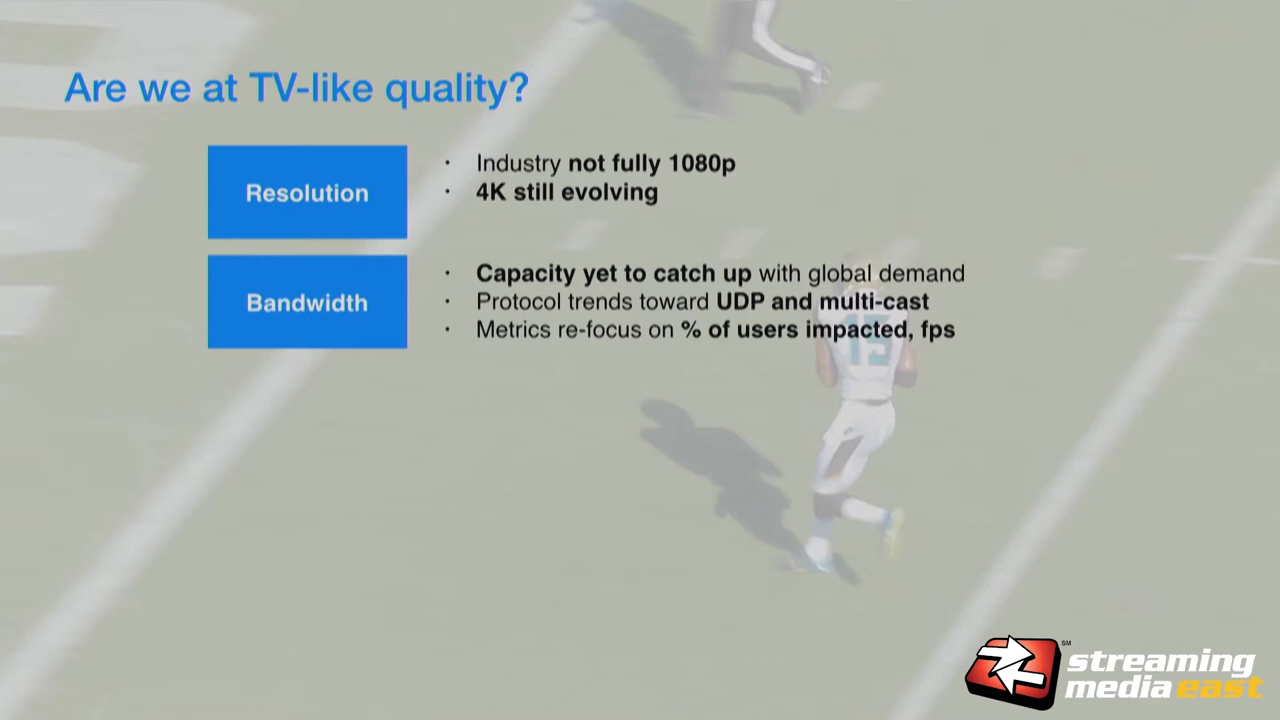 Are we at TV-like quality?
Resolution
· Industry not fully 1080p
· 4K still evolving
Bandwidth
· Capacity yet to catch up with global demand
· Protocol trends toward UDP and multi-cast
· Metrics re-focus on % of users impacted, fps
15
SM
streaming
media east